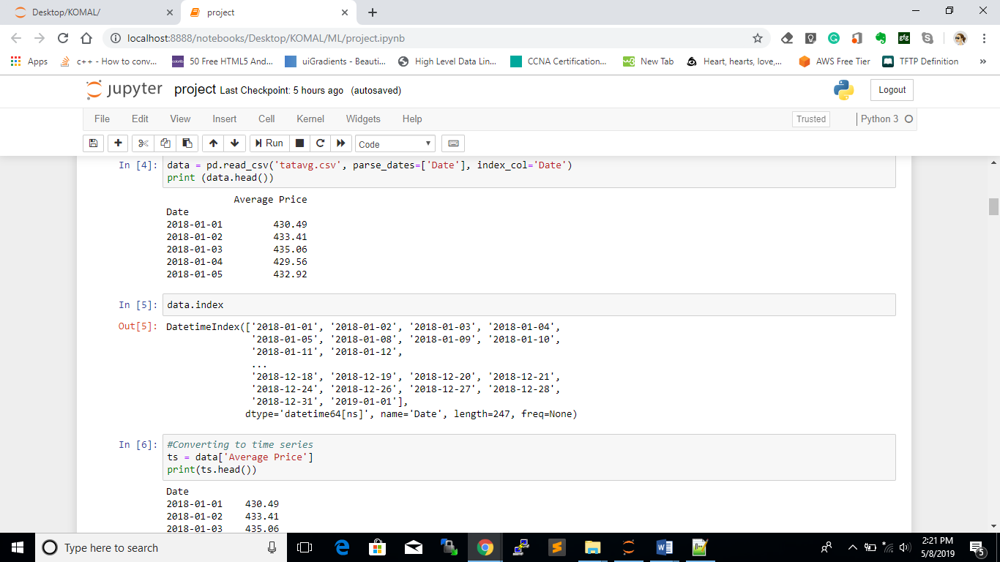 Desktop/KOMAL/
project
localhost:8888/notebooks/Desktop/KOMAL/ML/project.ipynb
Apps c++ - How to conv... 50 Free HTML5 And... uiGradients - Beauti... High Level Data Lin... CCNA Certification... New Tab Heart, hearts, love,... AWS Free Tier TFTP Definition »
jupyter project Last Checkpoint: 5 hours ago (autosaved) Logout
File Edit View Insert Cell Kernel Widgets Help Trusted Python 3
Run Code
In [4]: data = pd.read_csv('tatavg.csv', parse_dates=['Date'], index_col='Date')
print (data.head())
Average Price
Date
2018-01-01 430.49
2018-01-02 433.41
2018-01-03 435.06
2018-01-04 429.56
2018-01-05 432.92
In [5]: data.index
Out[5]: DatetimeIndex(['2018-01-01', '2018-01-02', '2018-01-03', '2018-01-04',
'2018-01-05', '2018-01-08', '2018-01-09', '2018-01-10',
'2018-01-11', '2018-01-12',
...
'2018-12-18', '2018-12-19', '2018-12-20', '2018-12-21',
'2018-12-24', '2018-12-26', '2018-12-27', '2018-12-28',
'2018-12-31', '2019-01-01'],
dtype='datetime64[ns]', name='Date', length=247, freq=None)
In [6]: #Converting to time series
ts = data['Average Price']
print(ts.head())
Date
2018-01-01 430.49
2018-01-02 433.41
2018-01-03 435.06
Type here to search
2:21 PM
5/8/2019
5